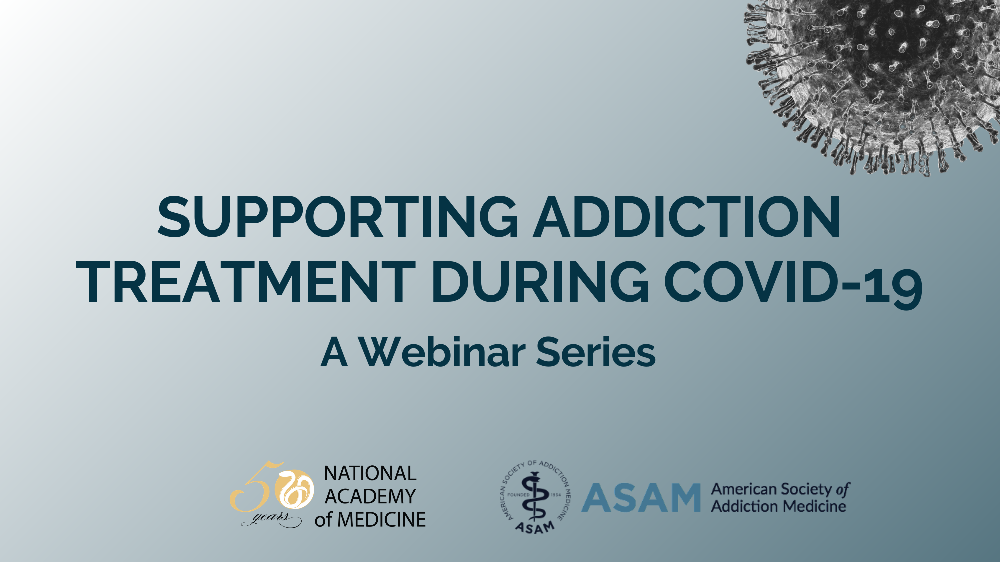 SUPPORTING ADDICTION
TREATMENT DURING COVID-19
A Webinar Series
50
years
NATIONAL
ACADEMY
of MEDICINE
AMERICAN SOCIETY OF ADDICTION MEDICINE
FOUNDED 1954
ASAM
ASAM
American Society of
Addiction Medicine